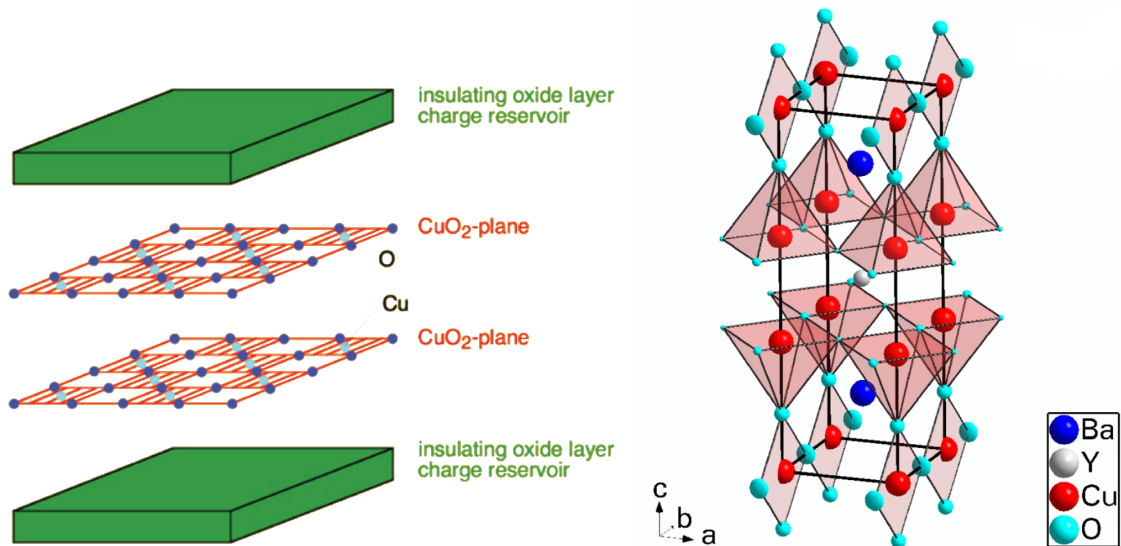 insulating oxide layer
charge reservoir
CuO₂-plane
O
Cu
CuO₂-plane
insulating oxide layer
charge reservoir
c
b
a
Ba
Y
Cu
O